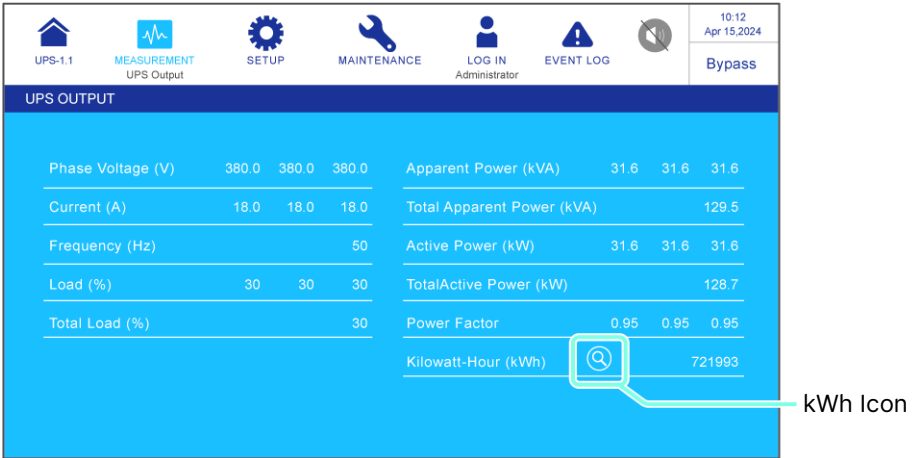 10:12
Apr 15,2024
UPS-1.1 MEASUREMENT SETUP MAINTENANCE LOG IN EVENT LOG
UPS Output Administrator
Bypass
UPS OUTPUT
Phase Voltage (V) 380.0 380.0 380.0
Apparent Power (kVA) 31.6 31.6 31.6
Current (A) 18.0 18.0 18.0
Total Apparent Power (kVA) 129.5
Frequency (Hz) 50
Active Power (kW) 31.6 31.6 31.6
Load (%) 30 30 30
TotalActive Power (kW) 128.7
Total Load (%) 30
Power Factor 0.95 0.95 0.95
Kilowatt-Hour (kWh) 721993
kWh Icon